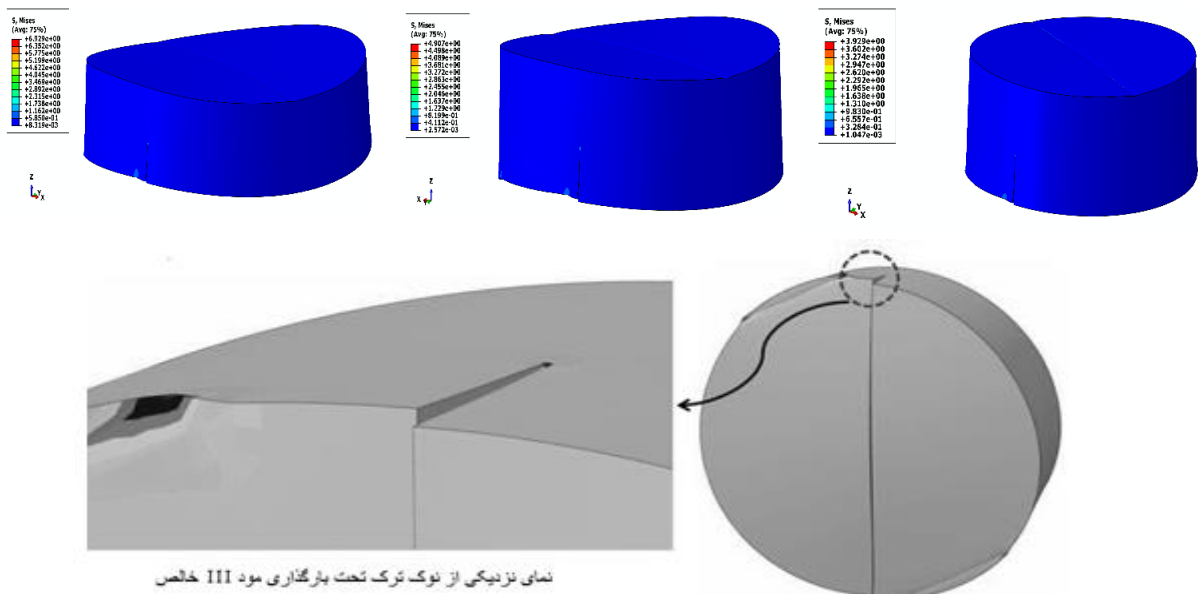 S, Mises
(Avg: 75%)
+6.929e+00
+6.352e+00
+5.775e+00
+5.199e+00
+4.622e+00
+4.045e+00
+3.469e+00
+2.892e+00
+2.315e+00
+1.738e+00
+1.162e+00
+5.850e-01
+8.319e-03
Z
Y
X
S, Mises
(Avg: 75%)
+4.907e+00
+4.498e+00
+4.089e+00
+3.681e+00
+3.272e+00
+2.863e+00
+2.455e+00
+2.046e+00
+1.637e+00
+1.229e+00
+8.199e-01
+4.112e-01
+2.572e-03
Z
X
S, Mises
(Avg: 75%)
+3.929e+00
+3.602e+00
+3.274e+00
+2.947e+00
+2.620e+00
+2.292e+00
+1.965e+00
+1.638e+00
+1.310e+00
+9.830e-01
+6.557e-01
+3.284e-01
+1.047e-03
Z
Y
X
نمای نزدیکی از نوک ترک تحت بارگذاری مود III خالص